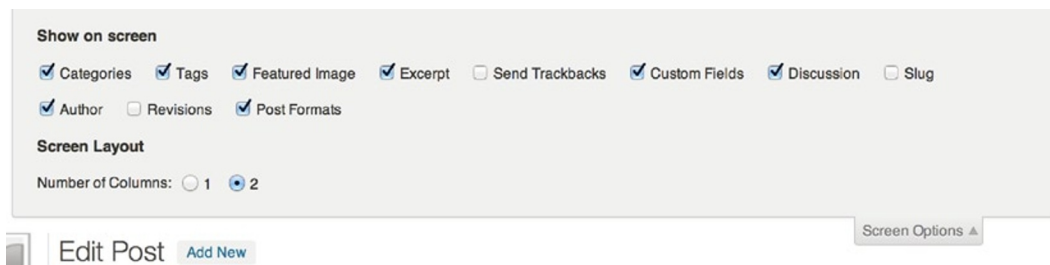 Show on screen
Categories Tags Featured Image Excerpt Send Trackbacks Custom Fields Discussion Slug
Author Revisions Post Formats
Screen Layout
Number of Columns: 1 2
Screen Options
Edit Post Add New